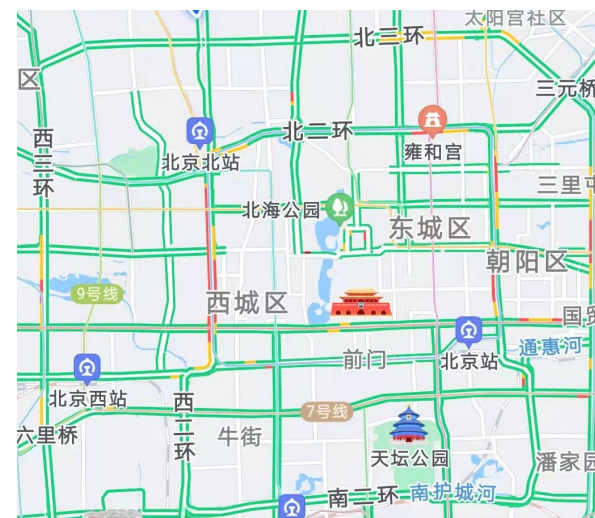 太阳宫社区
北三环
区
三元桥
西三环
北二环
雍和宫
北京北站
三里屯
北海公园
东城区
朝阳区
9号线
西城区
国贸
通惠河
前门
北京站
北京西站
西二环
7号线
六里桥
牛街
天坛公园
潘家园
南二环
南护城河